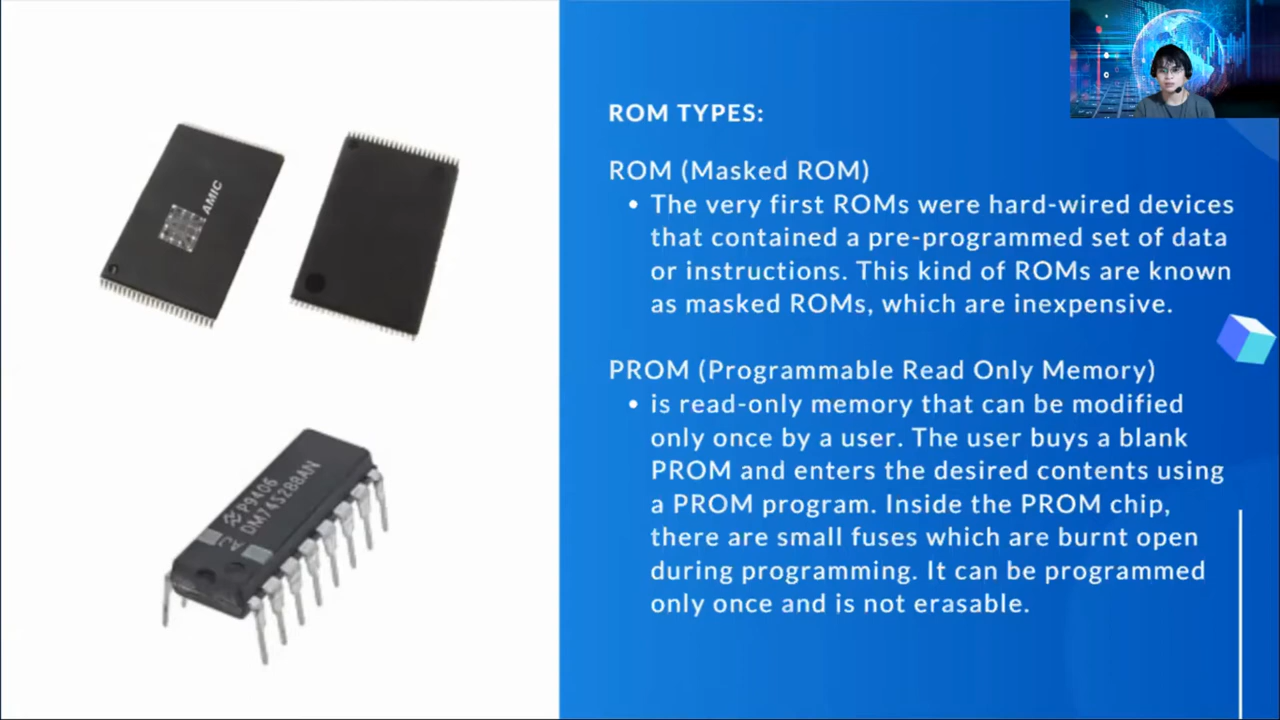 AMIC
P9406
DM74S288AN
ROM TYPES:
ROM (Masked ROM)
• The very first ROMs were hard-wired devices
that contained a pre-programmed set of data
or instructions. This kind of ROMs are known
as masked ROMs, which are inexpensive.
PROM (Programmable Read Only Memory)
• is read-only memory that can be modified
only once by a user. The user buys a blank
PROM and enters the desired contents using
a PROM program. Inside the PROM chip,
there are small fuses which are burnt open
during programming. It can be programmed
only once and is not erasable.